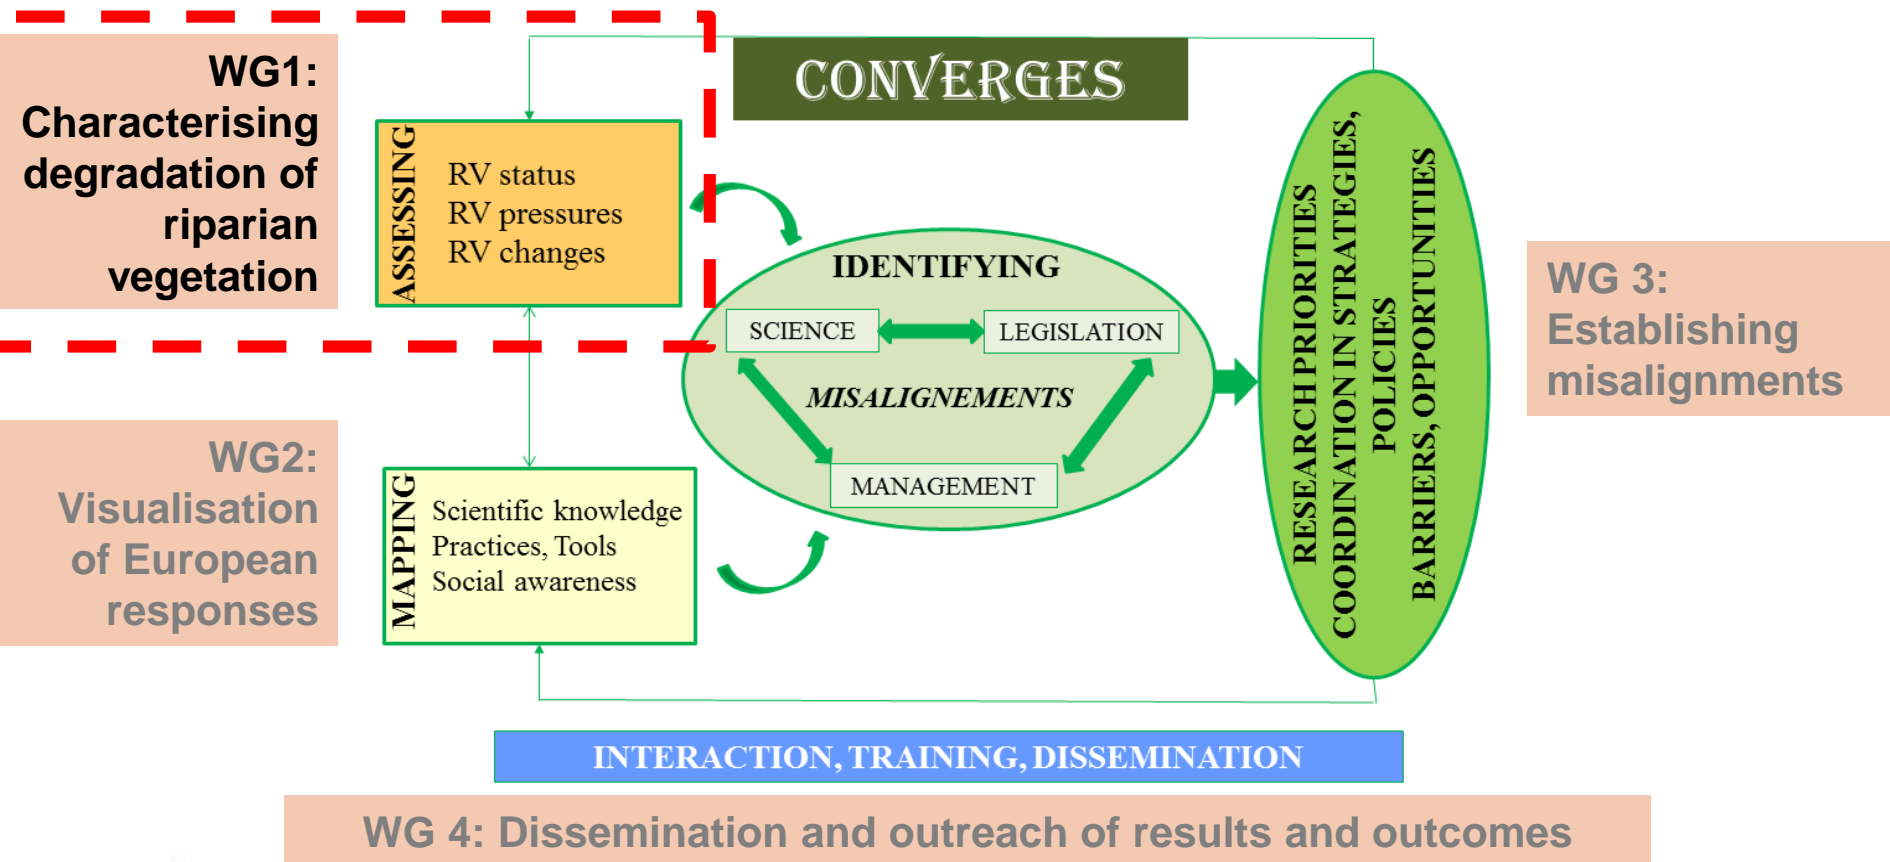 CONVERGES
WG1:
Characterising
degradation of
riparian
vegetation
ASSESSING
RV status
RV pressures
RV changes
IDENTIFYING
SCIENCE
LEGISLATION
MISALIGNEMENTS
MANAGEMENT
RESEARCH PRIORITIES
COORDINATION IN STRATEGIES,
POLICIES
BARRIERS, OPPORTUNITIES
WG 3:
Establishing
misalignments
WG2:
Visualisation
of European
responses
MAPPING
Scientific knowledge
Practices, Tools
Social awareness
INTERACTION, TRAINING, DISSEMINATION
WG 4: Dissemination and outreach of results and outcomes